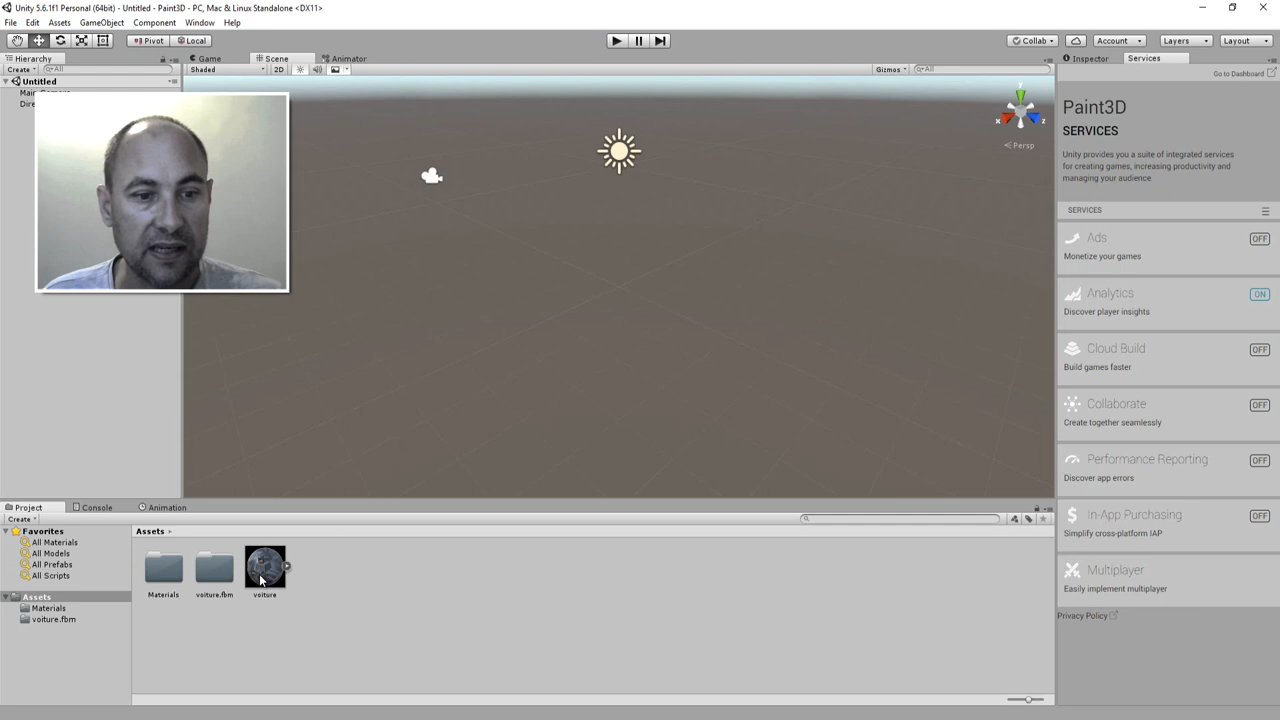 Unity 5.6.1f1 Personal (64bit) - Untitled - Paint3D - PC, Mac & Linux Standalone <DX11>
File Edit Assets GameObject Component Window Help
Pivot Local Collab Account Layers Layout
Hierarchy Game Scene Animator Inspector Services
Create All Shaded 2D Gizmos All Go to Dashboard
Untitled
Main
Dire
x z
Persp
Paint3D
SERVICES
Unity provides you a suite of integrated services
for creating games, increasing productivity and
managing your audience.
SERVICES
Ads OFF
Monetize your games
Analytics ON
Discover player insights
Cloud Build OFF
Build games faster
Collaborate OFF
Create together seamlessly
Performance Reporting OFF
Discover app errors
In-App Purchasing OFF
Simplify cross-platform IAP
Multiplayer
Easily implement multiplayer
Privacy Policy
Project Console Animation
Create
Favorites
All Materials
All Models
All Prefabs
All Scripts
Assets
Materials
voiture.fbm
Assets
Materials voiture.fbm voiture